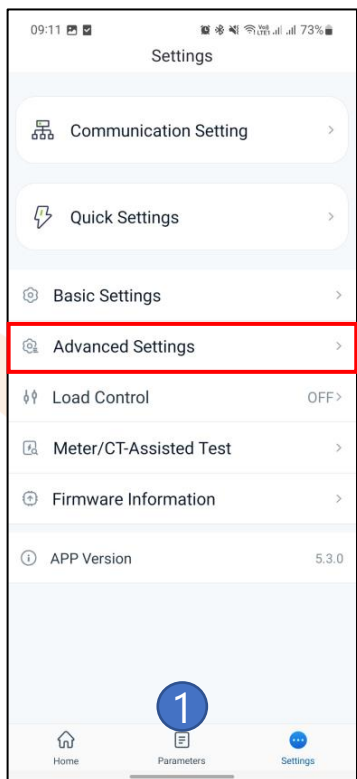 09:11 73%
Settings
Communication Setting
Quick Settings
Basic Settings
Advanced Settings
Load Control OFF
Meter/CT-Assisted Test
Firmware Information
APP Version 5.3.0
1
Home Parameters Settings